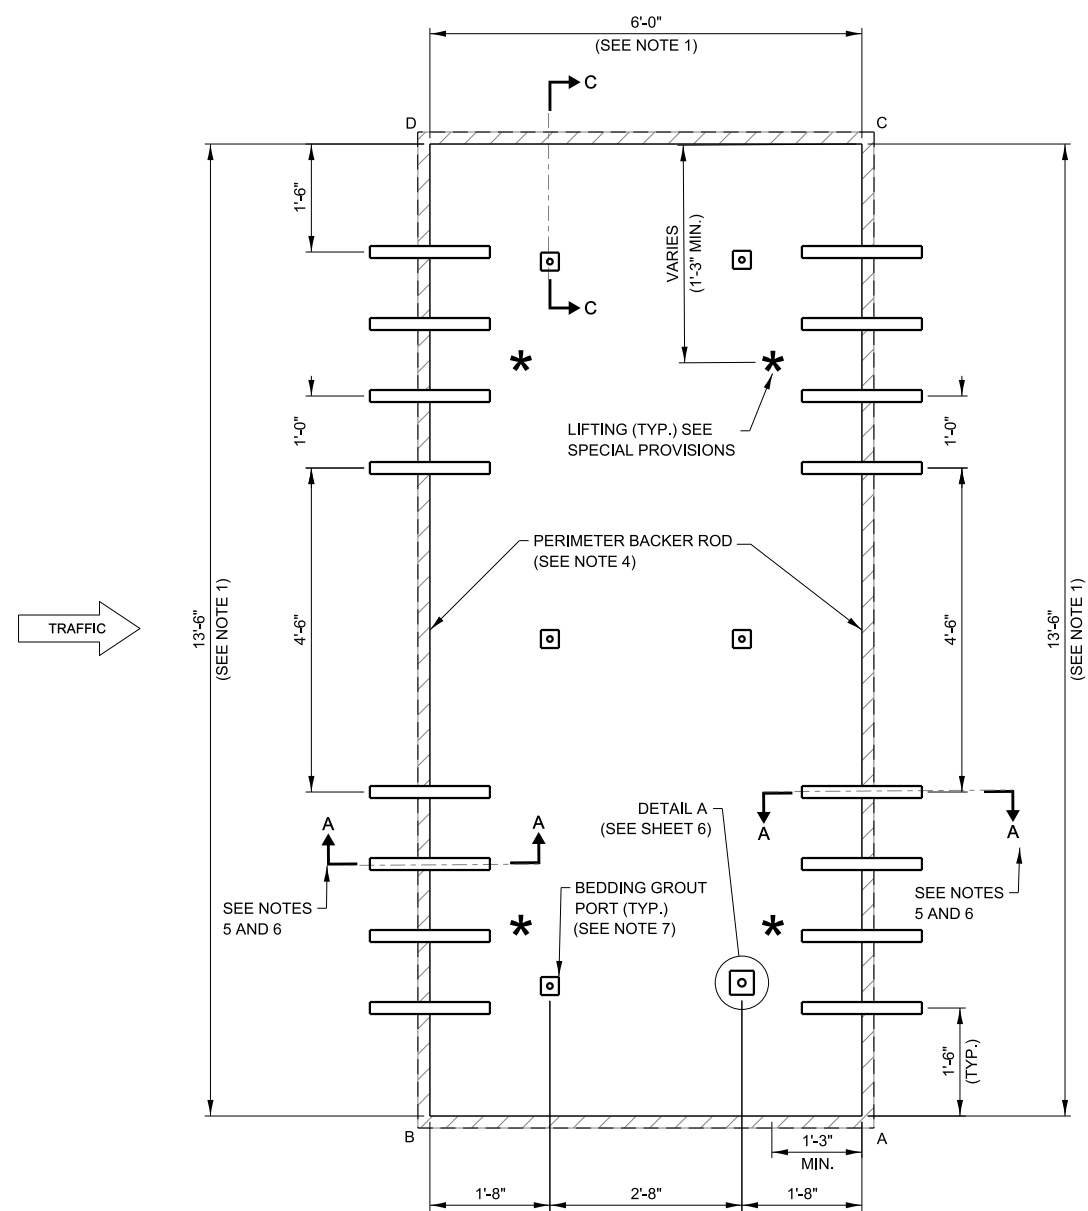 6'-0"
(SEE NOTE 1)
C
D
C
1'-6"
VARIES
(1'-3" MIN.)
C
LIFTING (TYP.) SEE
SPECIAL PROVISIONS
1'-0"
1'-0"
PERIMETER BACKER ROD
(SEE NOTE 4)
TRAFFIC
13'-6"
(SEE NOTE 1)
4'-6"
4'-6"
13'-6"
(SEE NOTE 1)
DETAIL A
(SEE SHEET 6)
A
A
A
A
SEE NOTES
5 AND 6
BEDDING GROUT
PORT (TYP.)
(SEE NOTE 7)
SEE NOTES
5 AND 6
1'-6"
(TYP.)
B
A
1'-3"
MIN.
1'-8"
2'-8"
1'-8"